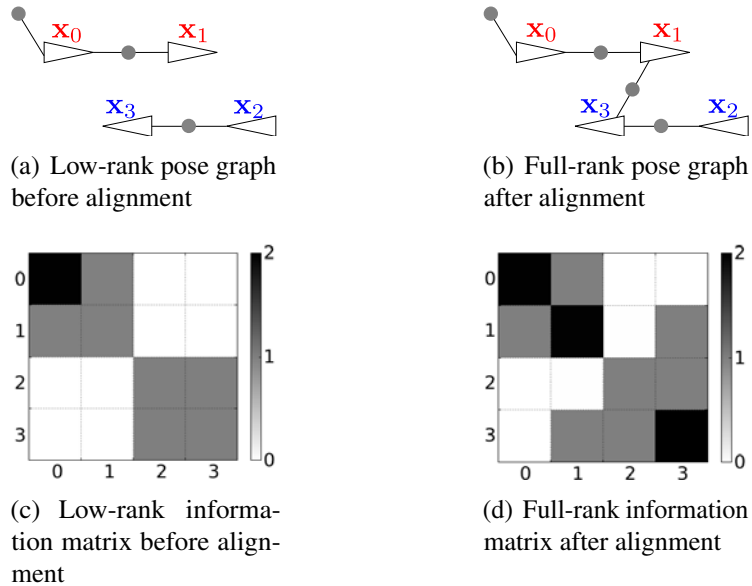 x0 x1
x3 x2
(a) Low-rank pose graph
before alignment
x0 x1
x3 x2
(b) Full-rank pose graph
after alignment
0
1
2
3
0 1 2 3
2
1
0
(c) Low-rank informa-
tion matrix before align-
ment
0
1
2
3
0 1 2 3
2
1
0
(d) Full-rank information
matrix after alignment